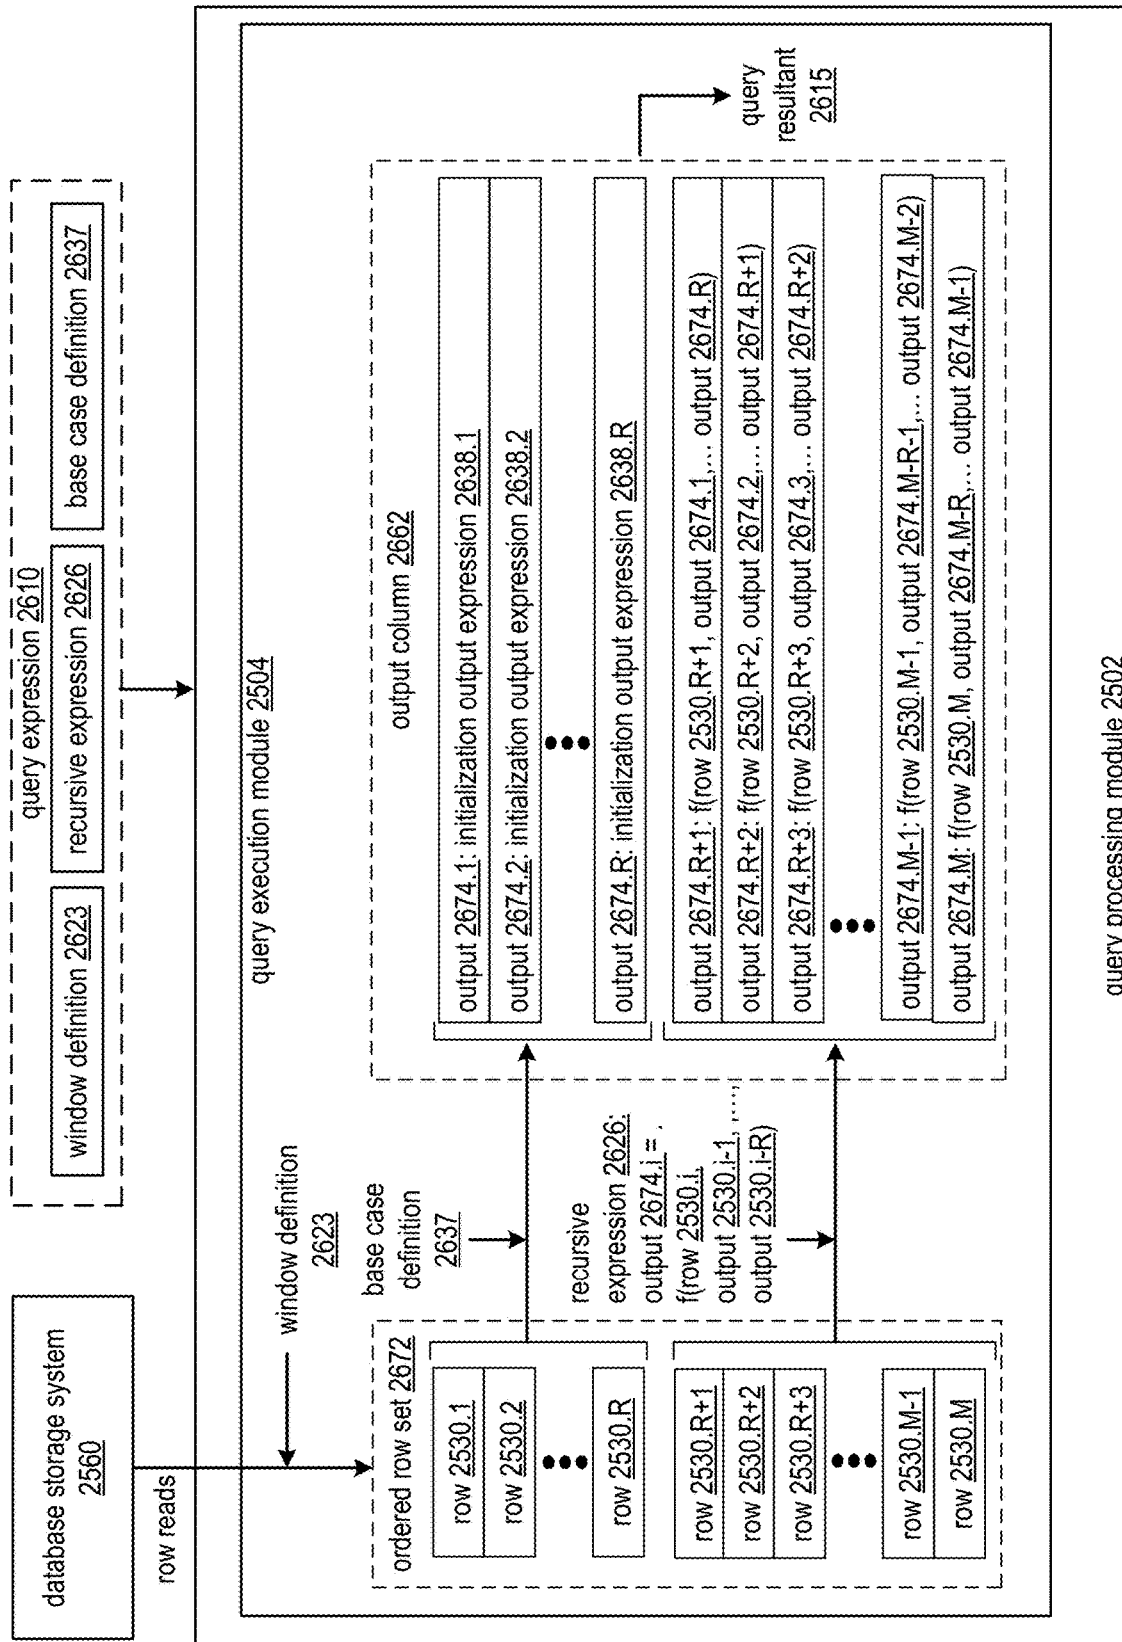 database storage system
2560
row reads
query expression 2610
window definition 2623
recursive expression 2626
base case definition 2637
query execution module 2504
window definition
2623
ordered row set 2672
row 2530.1
row 2530.2
row 2530.R
row 2530.R+1
row 2530.R+2
row 2530.R+3
row 2530.M-1
row 2530.M
base case
definition
2637
recursive
expression 2626:
output 2674.i = .
f(row 2530.i,
output 2530.i-1, ....,
output 2530.i-R)
output column 2662
output 2674.1: initialization output expression 2638.1
output 2674.2: initialization output expression 2638.2
output 2674.R: initialization output expression 2638.R
output 2674.R+1: f(row 2530.R+1, output 2674.1,... output 2674.R)
output 2674.R+2: f(row 2530.R+2, output 2674.2,... output 2674.R+1)
output 2674.R+3: f(row 2530.R+3, output 2674.3,... output 2674.R+2)
output 2674.M-1: f(row 2530.M-1, output 2674.M-R-1,... output 2674.M-2)
output 2674.M: f(row 2530.M, output 2674.M-R,... output 2674.M-1)
query
resultant
2615
query processing module 2502